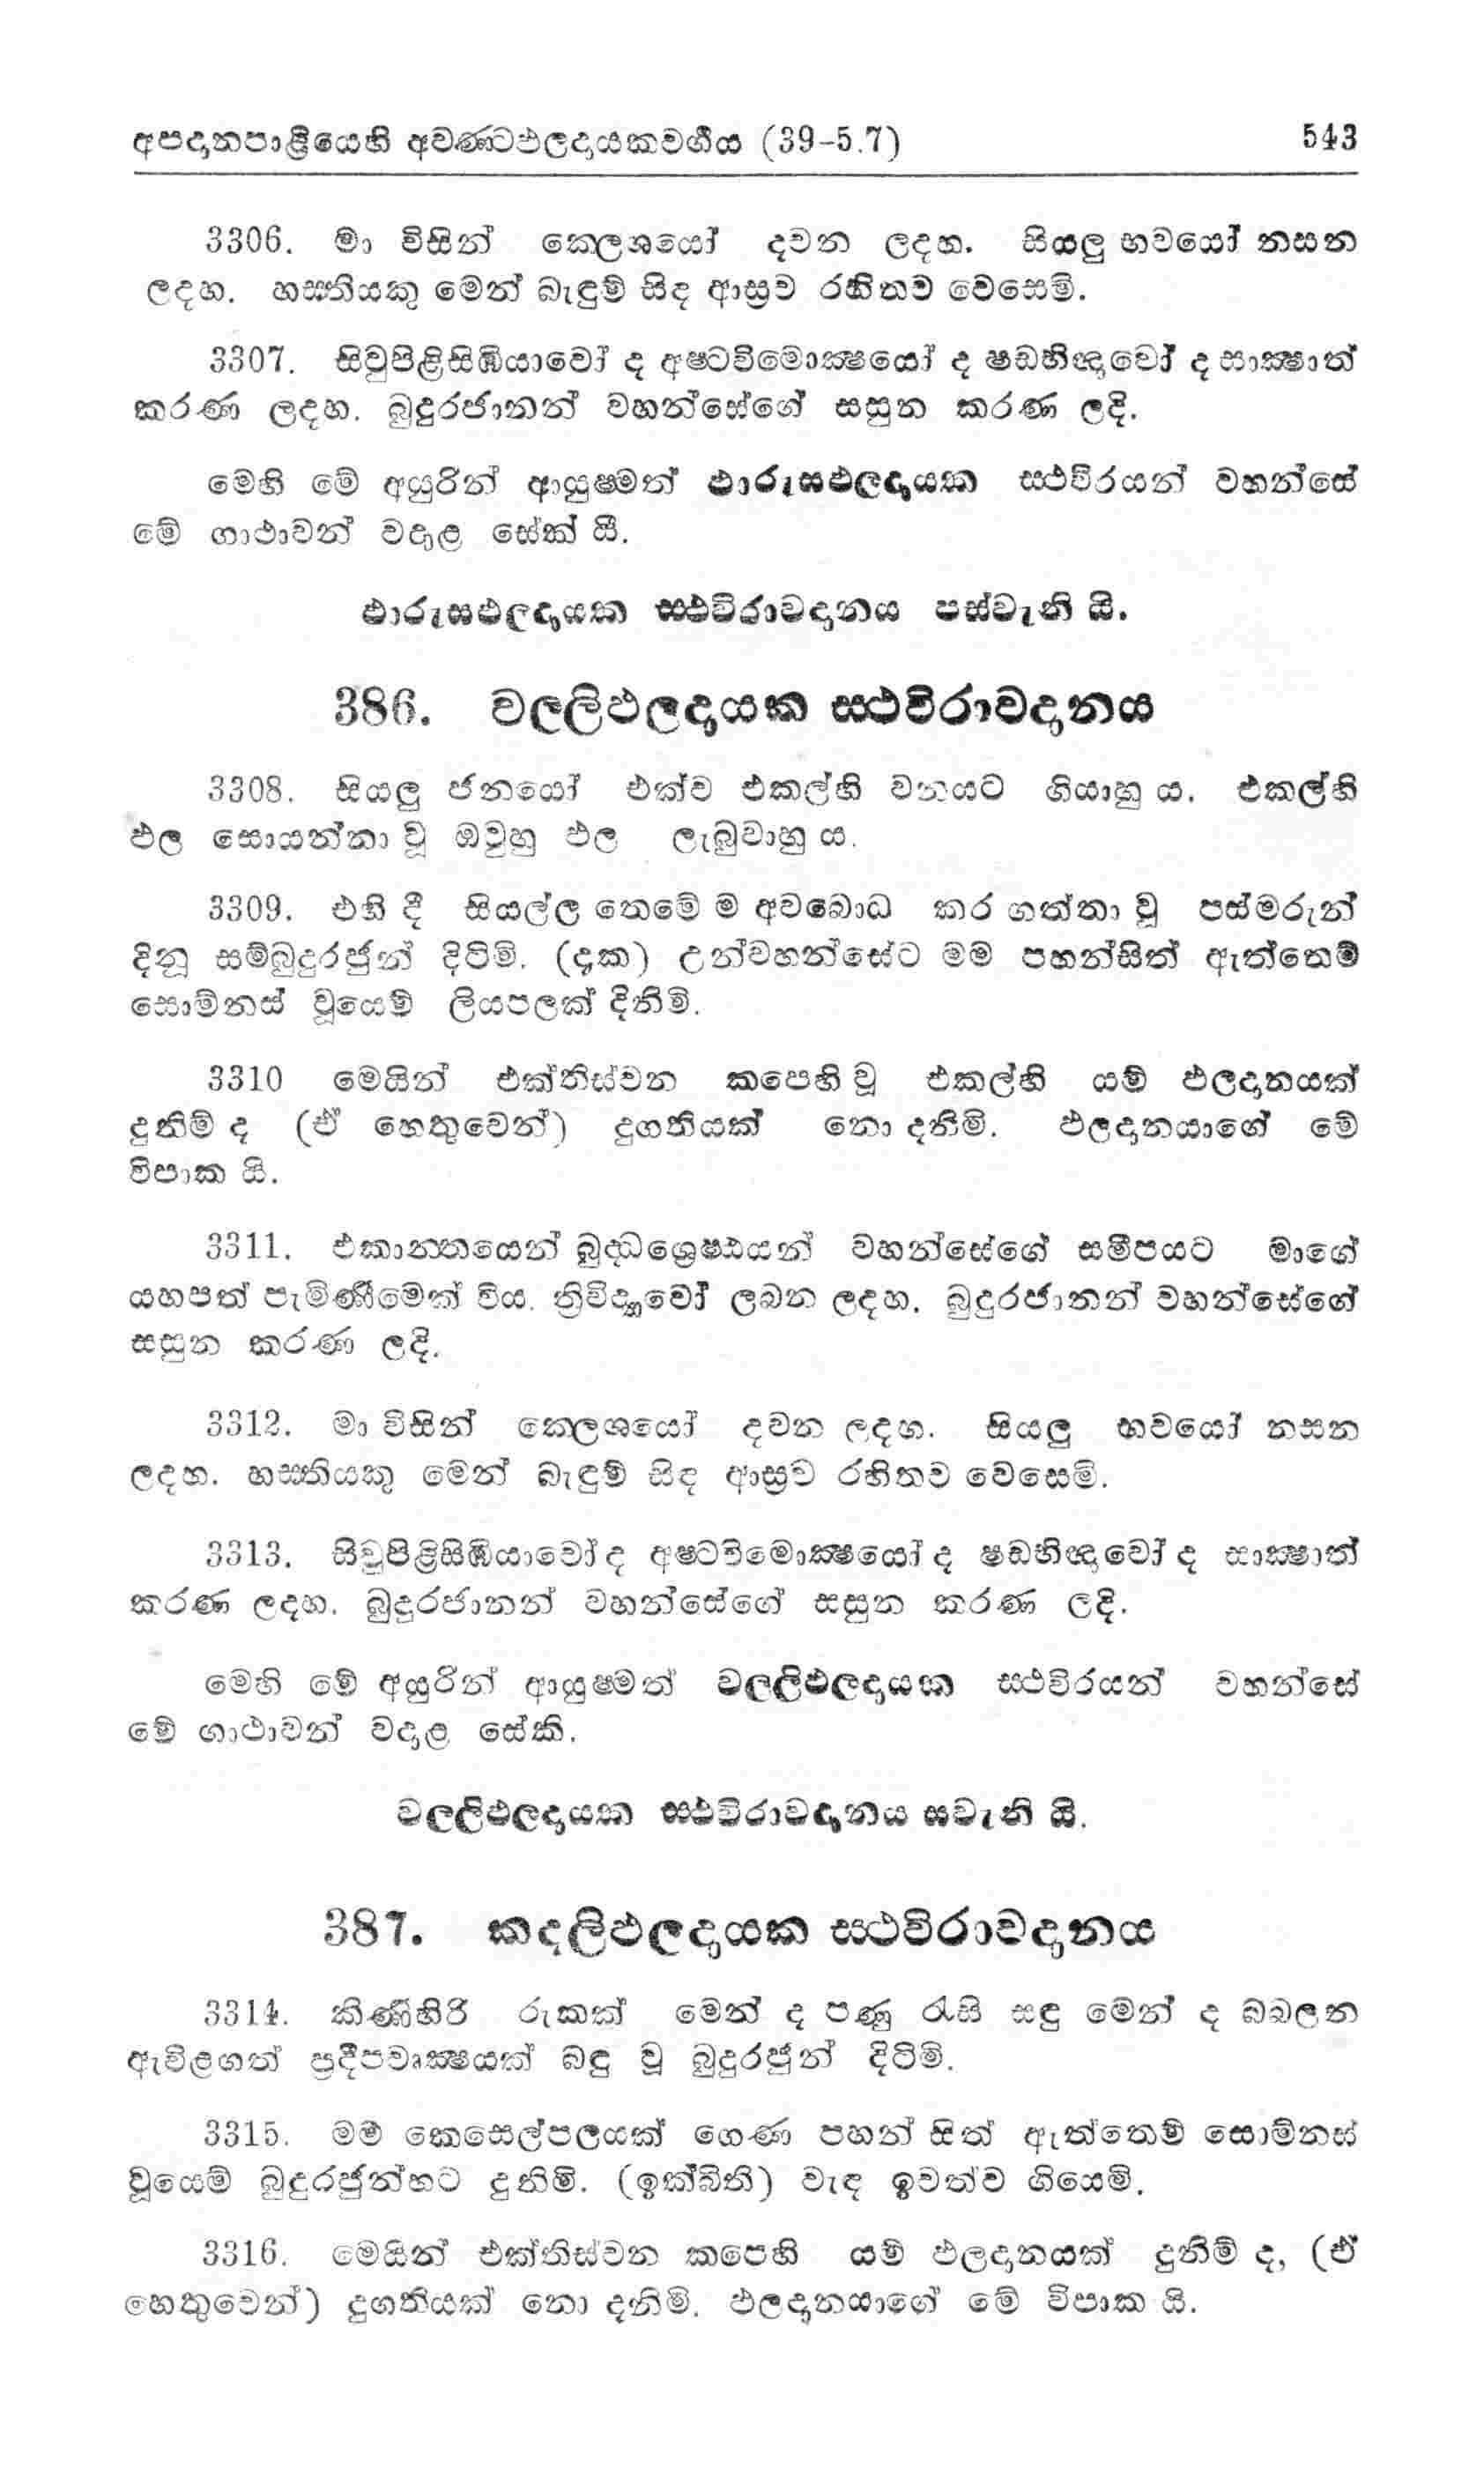 අපදානපාළියෙහි අවණ්ටඵලදායකවර්ගය (39-5.7) 543
3306. මා විසින් කෙලශයෝ දවන ලදහ. සියලු භවයෝ නසන
ලදහ. හස්තියකු මෙන් බැඳුම් සිඳ ආස්‍රව රහිතව වෙසෙමි.
3307. සිවුපිළිසිඹියාවෝ ද අෂ්ටවිමොක්‍ෂයෝ ද ෂඩභිඥාවෝ ද සාක්‍ෂාත්
කරණ ලදහ. බුදුරජානන් වහන්සේගේ සසුන කරණ ලදි.
මෙහි මේ අයුරින් ආයුෂ්මත් ඵාරුසඵලදායක ස්ථවිරයන් වහන්සේ
මේ ගාථාවන් වදාළ සේක් යී.
ඵාරුසඵලදායක ස්ථවිරාවදානය පස්වැනි යි.
386. වල්ලිඵලදායක ස්ථවිරාවදානය
3308. සියලු ජනයෝ එක්ව එකල්හි වනයට ගියාහු ය. එකල්හි
ඵල සොයන්නා වූ ඔවුහු ඵල ලැබුවාහු ය.
3309. එහි දී සියල්ල තෙමේ ම අවබොධ කර ගත්තා වූ පස්මරුන්
දිනූ සම්බුදුරජුන් දිටිමි. (දැක) උන්වහන්සේට මම පහන්සිත් ඇත්තෙම්
සොම්නස් වූයෙම් ලියපලක් දිනිමි.
3310 මෙයින් එක්තිස්වන කපෙහි වූ එකල්හි යම් ඵලදානයක්
දුනිම් ද (ඒ හෙතුවෙන්) දුගතියක් නො දනිමි. ඵලදානයාගේ මේ
විපාක යි.
3311. එකාන්තයෙන් බුද්ධශ්‍රෙෂ්ඨයන් වහන්සේගේ සමීපයට මාගේ
යහපත් පැමිණීමෙක් විය. ත්‍රිවිද්‍යාවෝ ලබන ලදහ. බුදුරජානන් වහන්සේගේ
සසුන කරණ ලදි.
3312. මා විසින් කෙලශයෝ දවන ලදහ. සියලු භවයෝ නසන
ලදහ. හස්තියකු මෙන් බැඳුම් සිඳ ආස්‍රව රහිතව වෙසෙමි.
3313. සිවුපිළිසිඹියාවෝ ද අෂ්ටවිමොක්‍ෂයෝ ද ෂඩභිඥාවෝ ද සාක්‍ෂාත්
කරණ ලදහ. බුදුරජානන් වහන්සේගේ සසුන කරණ ලදි.
මෙහි මේ අයුරින් ආයුෂ්මත් වල්ලිඵලදායක ස්ථවිරයන් වහන්සේ
මේ ගාථාවන් වදාළ සේකි.
වල්ලිඵලදායක ස්ථවිරාවදානය සවැනි යි.
387. කදලිඵලදායක ස්ථවිරාවදානය
3314. කිණිහිරි රුකක් මෙන් ද පණු රැසි සඳු මෙන් ද බබලන
ඇවිළගත් ප්‍රදීපවෘක්‍ෂයක් බඳු වූ බුදුරජුන් දිටිමි.
3315. මම් කෙසෙල්පලයක් ගෙණ පහන් සිත් ඇත්තෙම් සොම්නස්
වූයෙම් බුදුරජුන්හට දුනිමි. (ඉක්බිති) වැඳ ඉවත්ව ගියෙමි.
3316. මෙයින් එක්තිස්වන කපෙහි යම් ඵලදානයක් දුනිම් ද, (ඒ
හෙතුවෙන්) දුගතියක් නො දනිමි. ඵලදානයාගේ මේ විපාක යි.